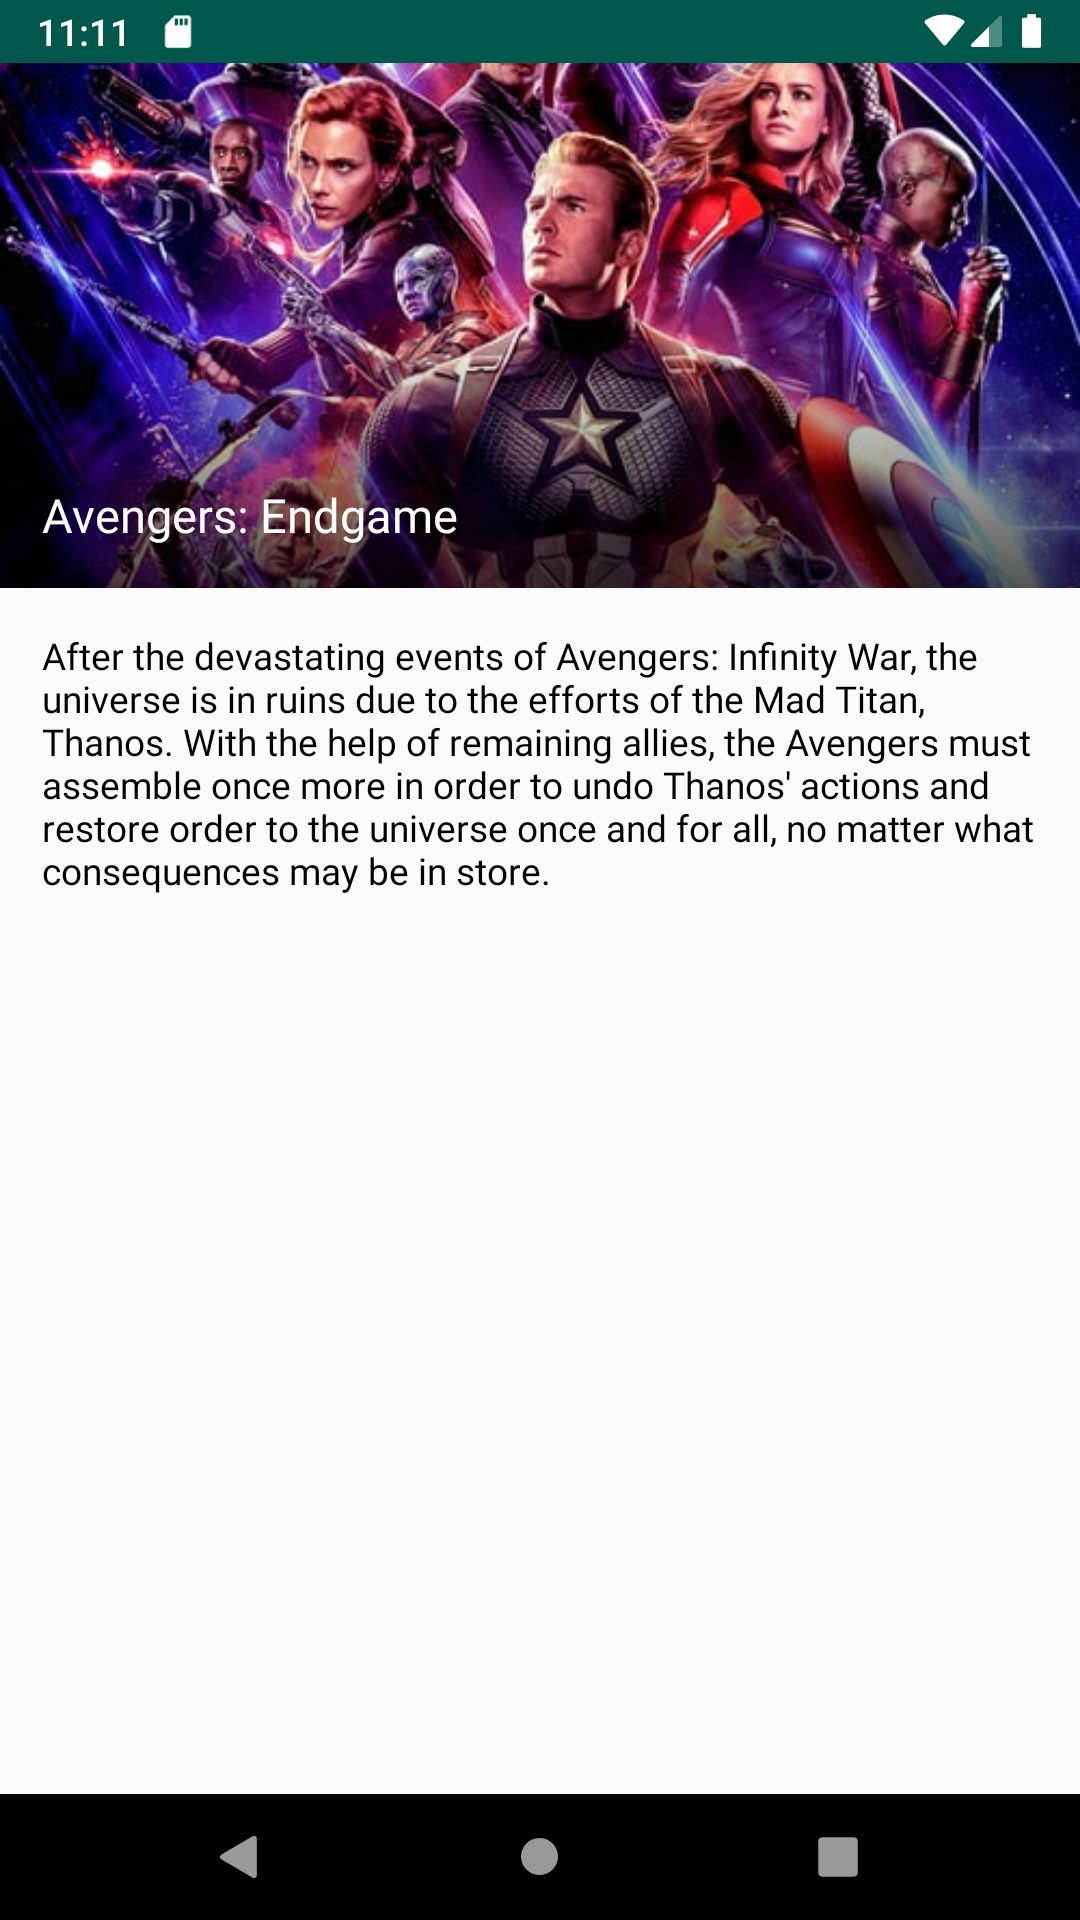 11:11
Avengers: Endgame
After the devastating events of Avengers: Infinity War, the
universe is in ruins due to the efforts of the Mad Titan,
Thanos. With the help of remaining allies, the Avengers must
assemble once more in order to undo Thanos' actions and
restore order to the universe once and for all, no matter what
consequences may be in store.